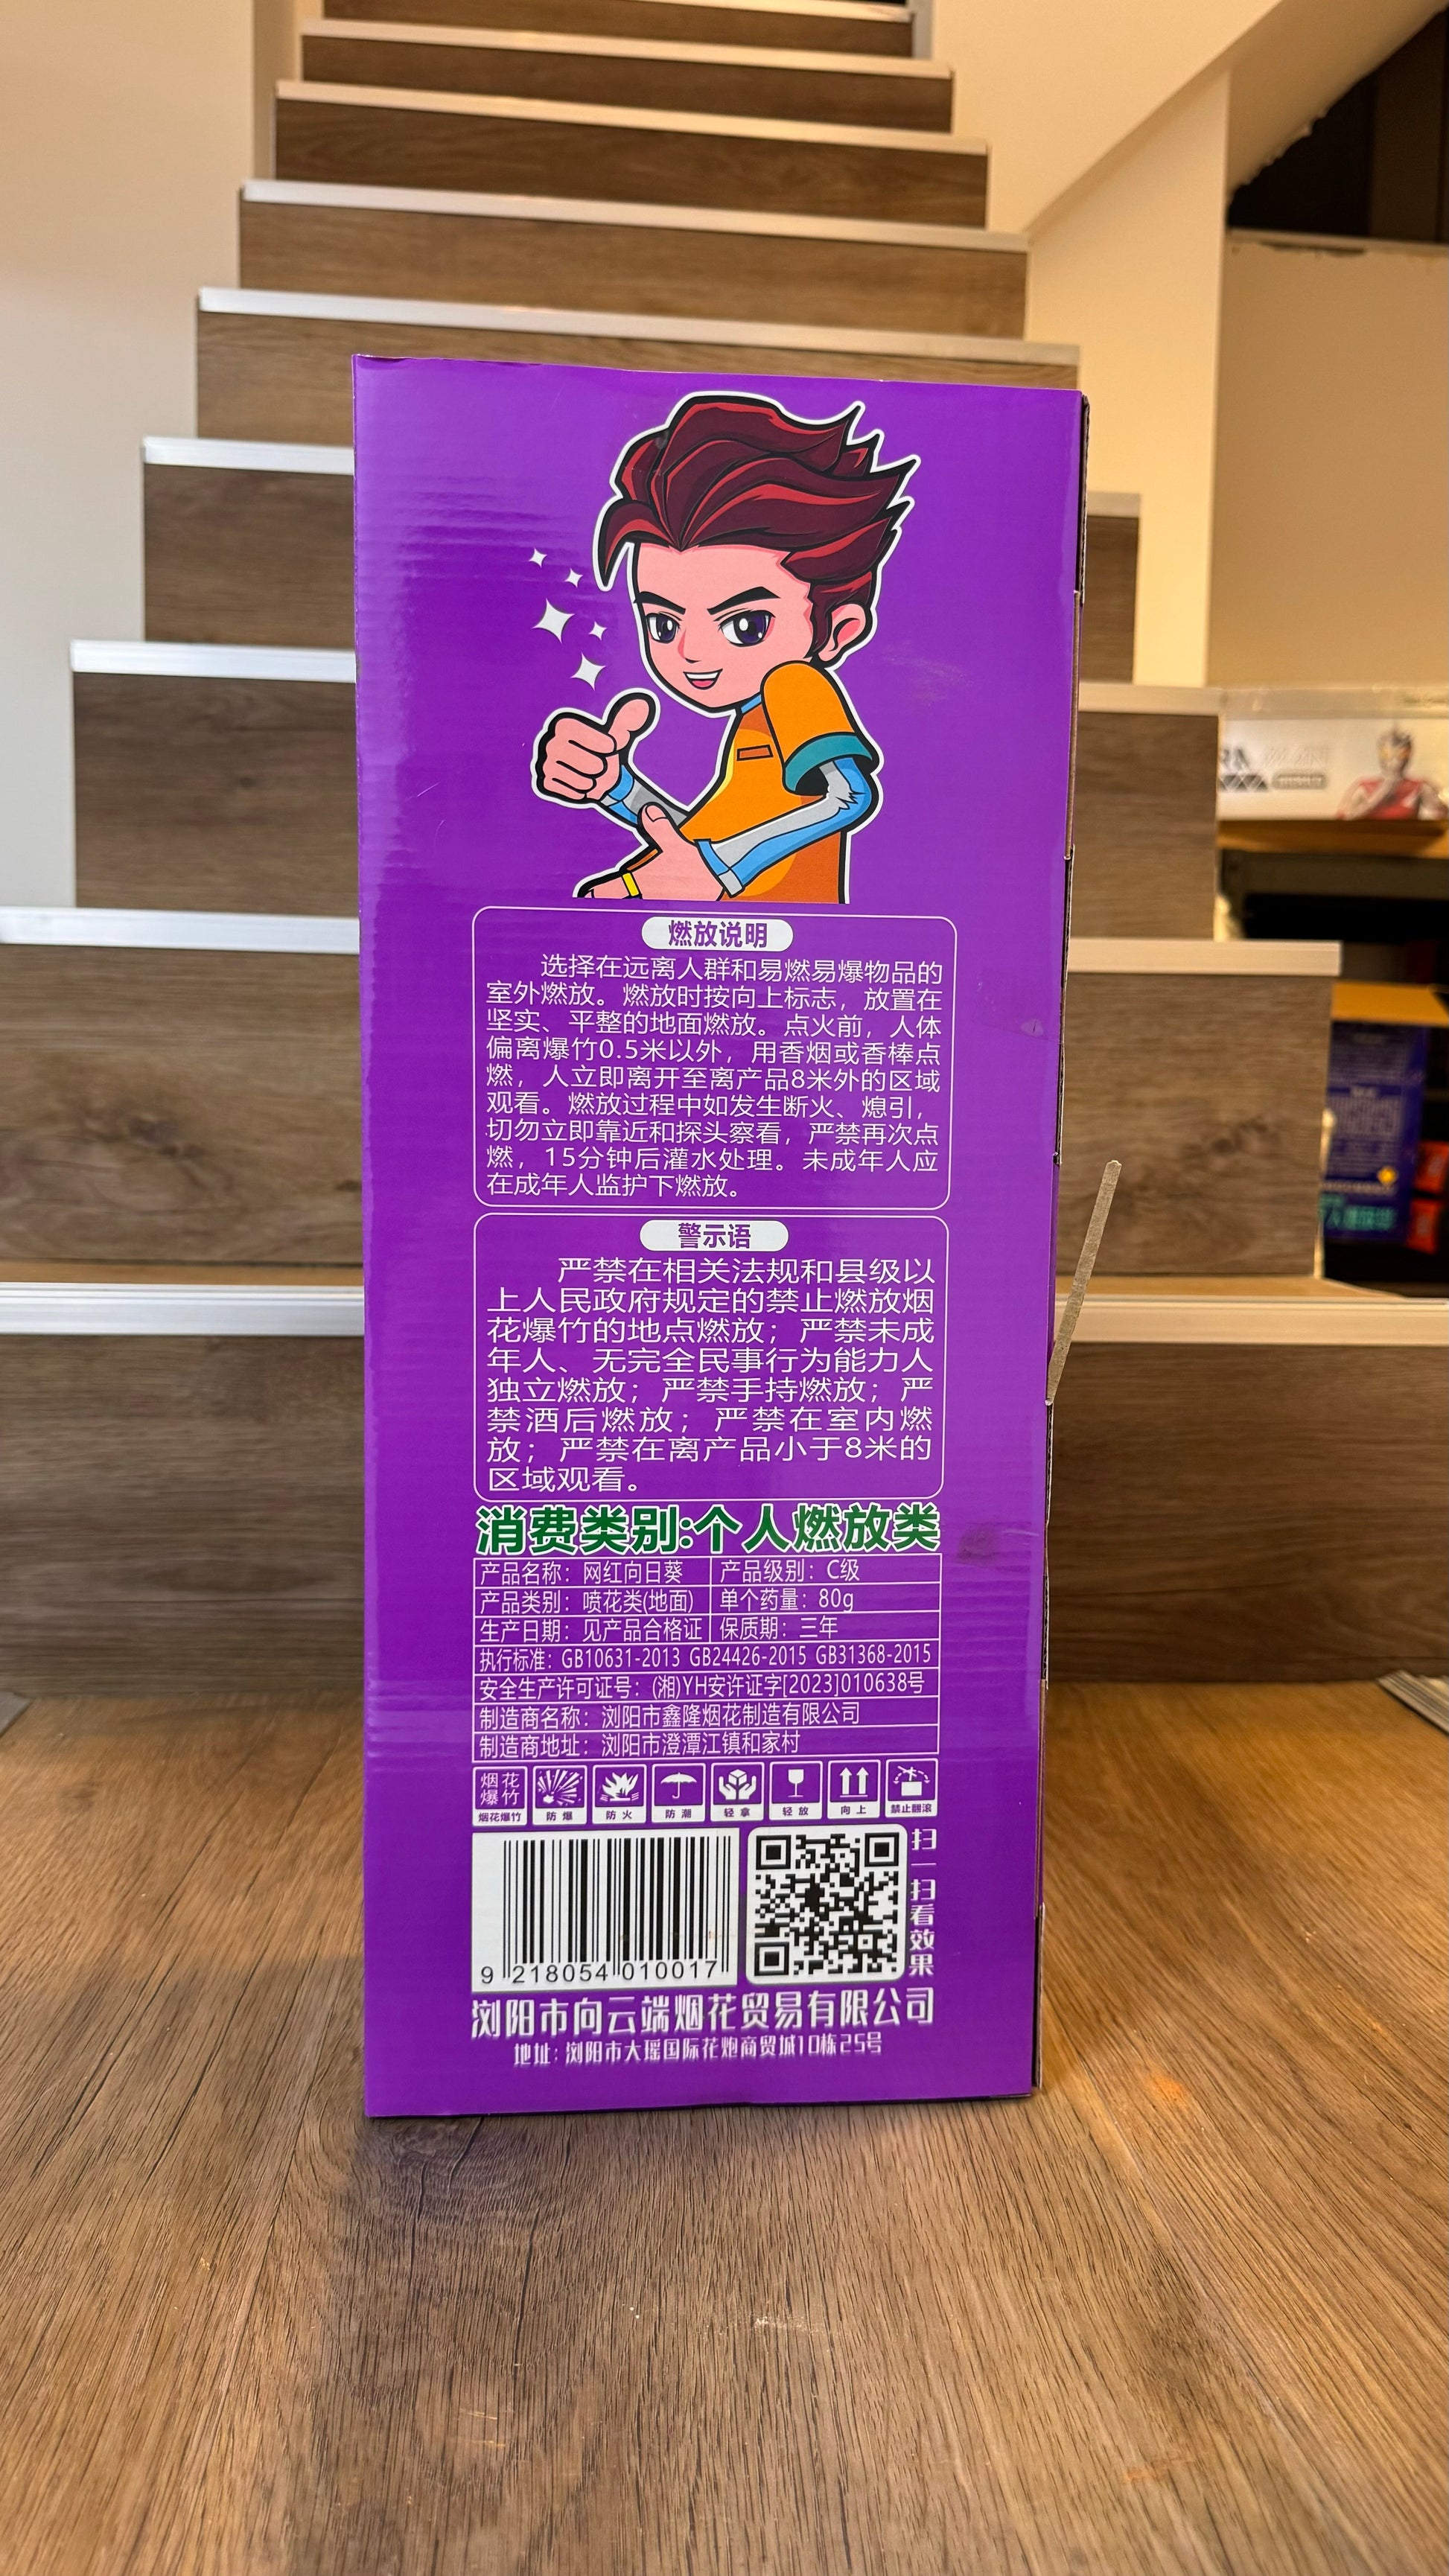 燃放说明
选择在远离人群和易燃易爆物品的
室外燃放。燃放时按向上标志，放置在
坚实、平整的地面燃放。点火前，人体
偏离爆竹0.5米以外，用香烟或香棒点
燃，人立即离开至离产品8米外的区域
观看。燃放过程中如发生断火、熄引，
切勿立即靠近和探头察看，严禁再次点
燃，15分钟后灌水处理。未成年人应
在成年人监护下燃放。
警示语
严禁在相关法规和县级以
上人民政府规定的禁止燃放烟
花爆竹的地点燃放；严禁未成
年人、无完全民事行为能力人
独立燃放；严禁手持燃放；严
禁酒后燃放；严禁在室内燃
放；严禁在离产品小于8米的
区域观看。
消费类别:个人燃放类
产品名称：网红向日葵 产品级别：C级
产品类别：喷花类(地面) 单个药量：80g
生产日期：见产品合格证 保质期：三年
执行标准：GB10631-2013 GB24426-2015 GB31368-2015
安全生产许可证号：(湘)YH安许证字[2023]010638号
制造商名称：浏阳市鑫隆烟花制造有限公司
制造商地址：浏阳市澄潭江镇和家村
烟花
爆竹
烟花爆竹 防爆 防火 防潮 轻拿 轻放 向上 禁止翻滚
扫一扫看效果
9 218054 010017
浏阳市向云端烟花贸易有限公司
地址：浏阳市大瑶国际花炮商贸城10栋25号